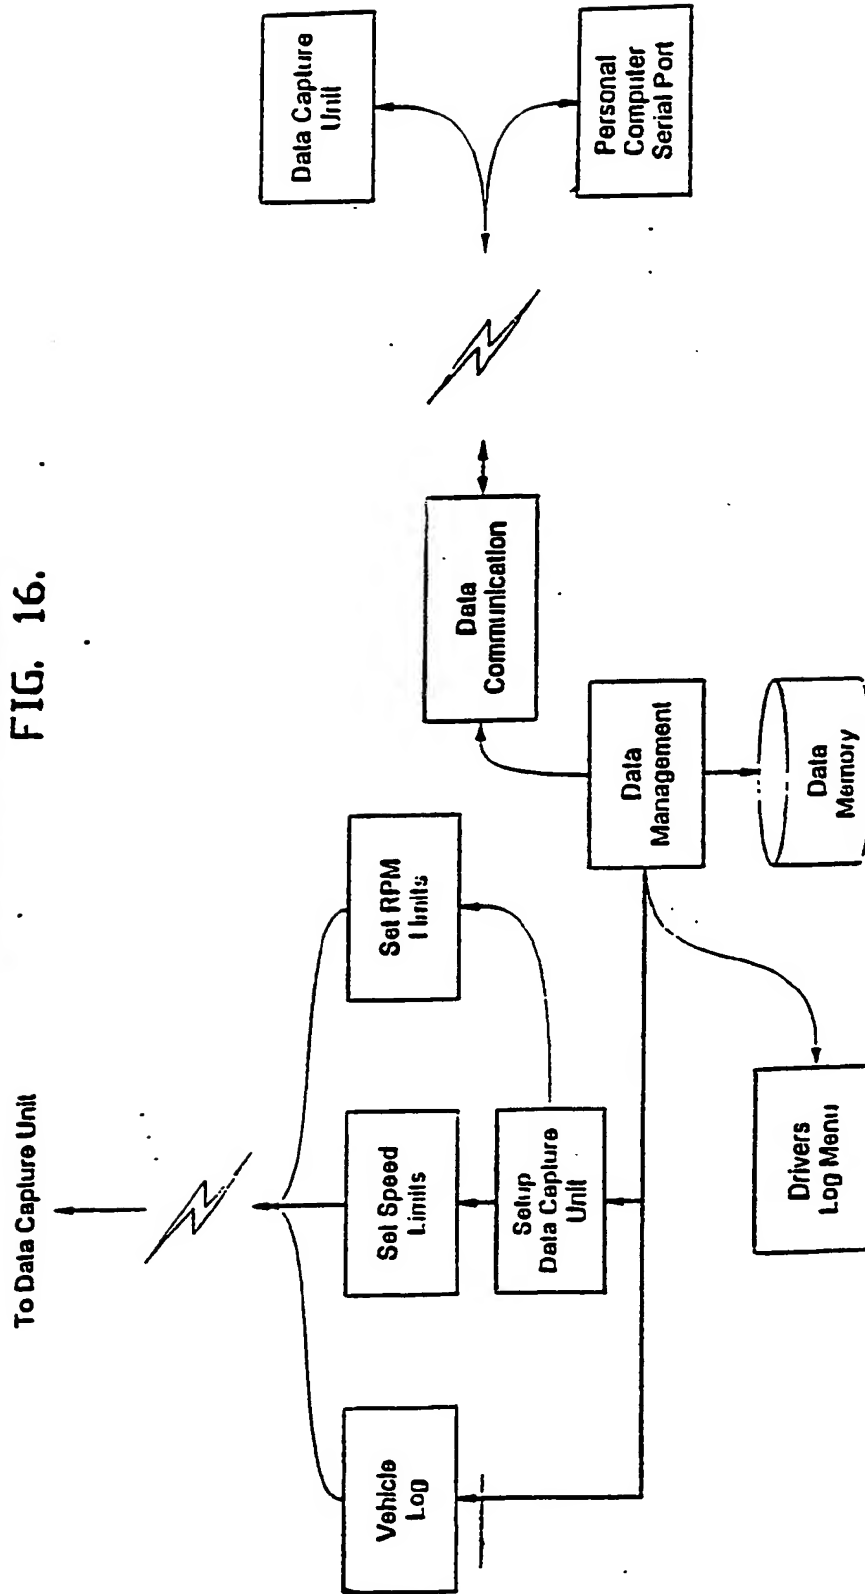 FIG. 16.
To Data Capture Unit
Vehicle
Log
Set Speed
Limits
Set RPM
Limits
Setup
Data Capture
Unit
Drivers
Log Menu
Data
Management
Data
Memory
Data
Communication
Data Capture
Unit
Personal
Computer
Serial Port